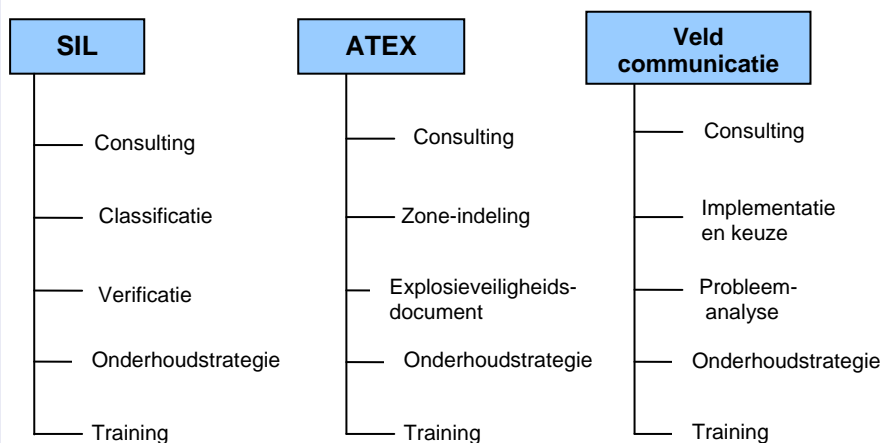 SIL
Consulting
Classificatie
Verificatie
Onderhoudstrategie
Training
ATEX
Consulting
Zone-indeling
Explosieveiligheids-
document
Onderhoudstrategie
Training
Veld
communicatie
Consulting
Implementatie
en keuze
Probleem-
analyse
Onderhoudstrategie
Training